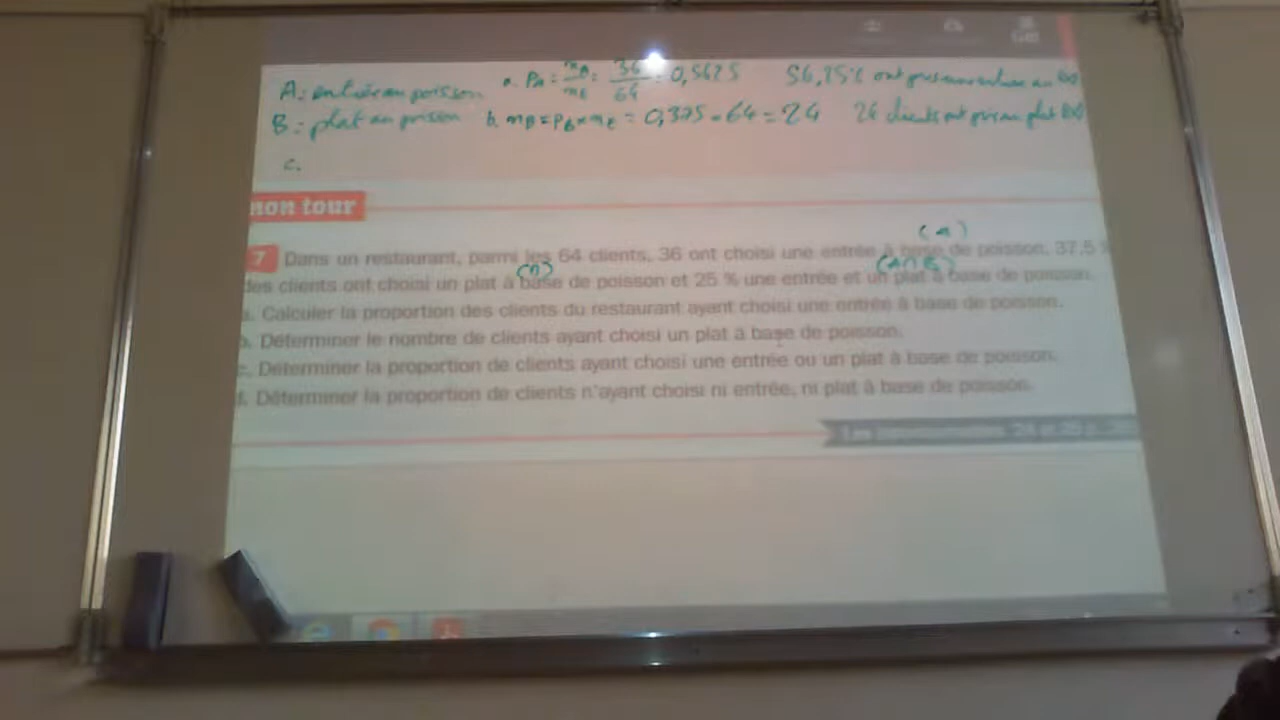 A: entrée au poisson a. PA = nA/nE = 36/64 = 0,5625 56,25% ont pris une entrée au
B: plat au poisson b. nB = PB × nE = 0,375 × 64 = 24 24 clients ont pris un plat
c.
mon tour
(A)
7 Dans un restaurant, parmi les 64 clients, 36 ont choisi une entrée à base de poisson, 37,5 %
(B) (A∩B)
des clients ont choisi un plat à base de poisson et 25 % une entrée et un plat à base de poisson.
a. Calculer la proportion des clients du restaurant ayant choisi une entrée à base de poisson.
b. Déterminer le nombre de clients ayant choisi un plat à base de poisson.
c. Déterminer la proportion de clients ayant choisi une entrée ou un plat à base de poisson.
d. Déterminer la proportion de clients n'ayant choisi ni entrée, ni plat à base de poisson.
24 et 25 p.